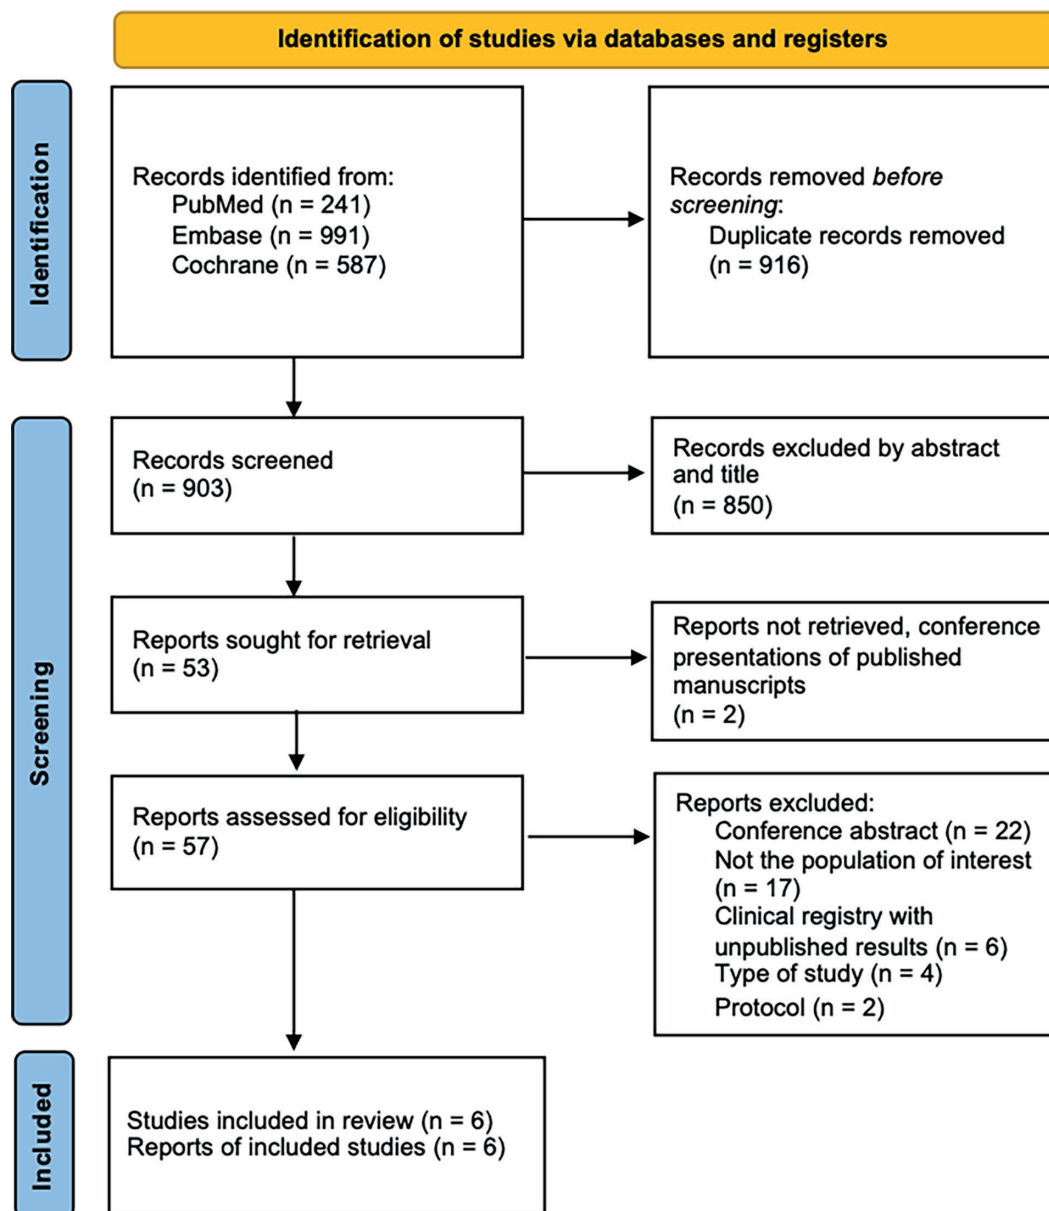 Identification of studies via databases and registers
Identification
Records identified from:
PubMed (n = 241)
Embase (n = 991)
Cochrane (n = 587)
Records removed before
screening:
Duplicate records removed
(n = 916)
Screening
Records screened
(n = 903)
Records excluded by abstract
and title
(n = 850)
Reports sought for retrieval
(n = 53)
Reports not retrieved, conference
presentations of published
manuscripts
(n = 2)
Reports assessed for eligibility
(n = 57)
Reports excluded:
Conference abstract (n = 22)
Not the population of interest
(n = 17)
Clinical registry with
unpublished results (n = 6)
Type of study (n = 4)
Protocol (n = 2)
Included
Studies included in review (n = 6)
Reports of included studies (n = 6)